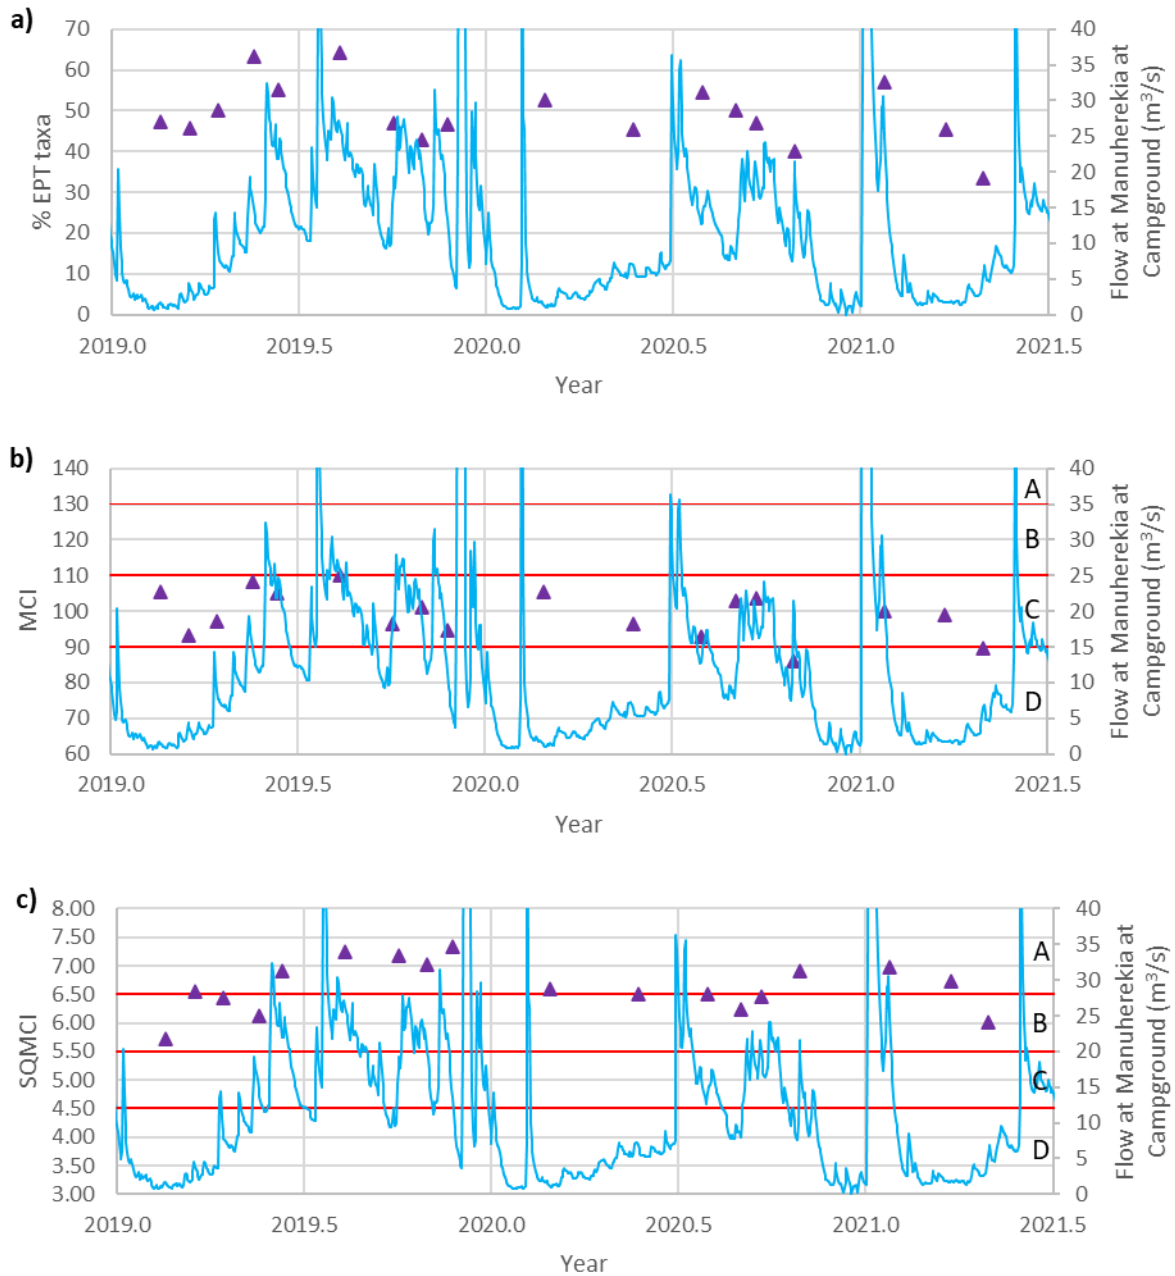 a)
70
60
50
40
30
20
10
0
% EPT taxa
40
35
30
25
20
15
10
5
0
Flow at Manuherekia at
Campground (m³/s)
2019.0 2019.5 2020.0 2020.5 2021.0 2021.5
Year
b)
140
130
120
110
100
90
80
70
60
MCI
A
B
C
D
40
35
30
25
20
15
10
5
0
Flow at Manuherekia at
Campground (m³/s)
2019.0 2019.5 2020.0 2020.5 2021.0 2021.5
Year
c)
8.00
7.50
7.00
6.50
6.00
5.50
5.00
4.50
4.00
3.50
3.00
SQMCI
A
B
C
D
40
35
30
25
20
15
10
5
0
Flow at Manuherekia at
Campground (m³/s)
2019.0 2019.5 2020.0 2020.5 2021.0 2021.5
Year